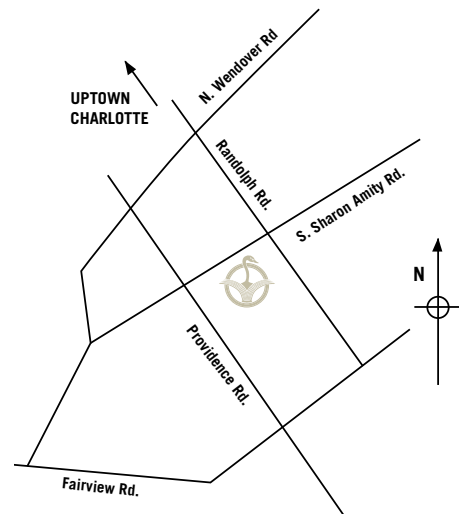 N. Wendover Rd
UPTOWN
CHARLOTTE
Randolph Rd.
S. Sharon Amity Rd.
N
Providence Rd.
Fairview Rd.